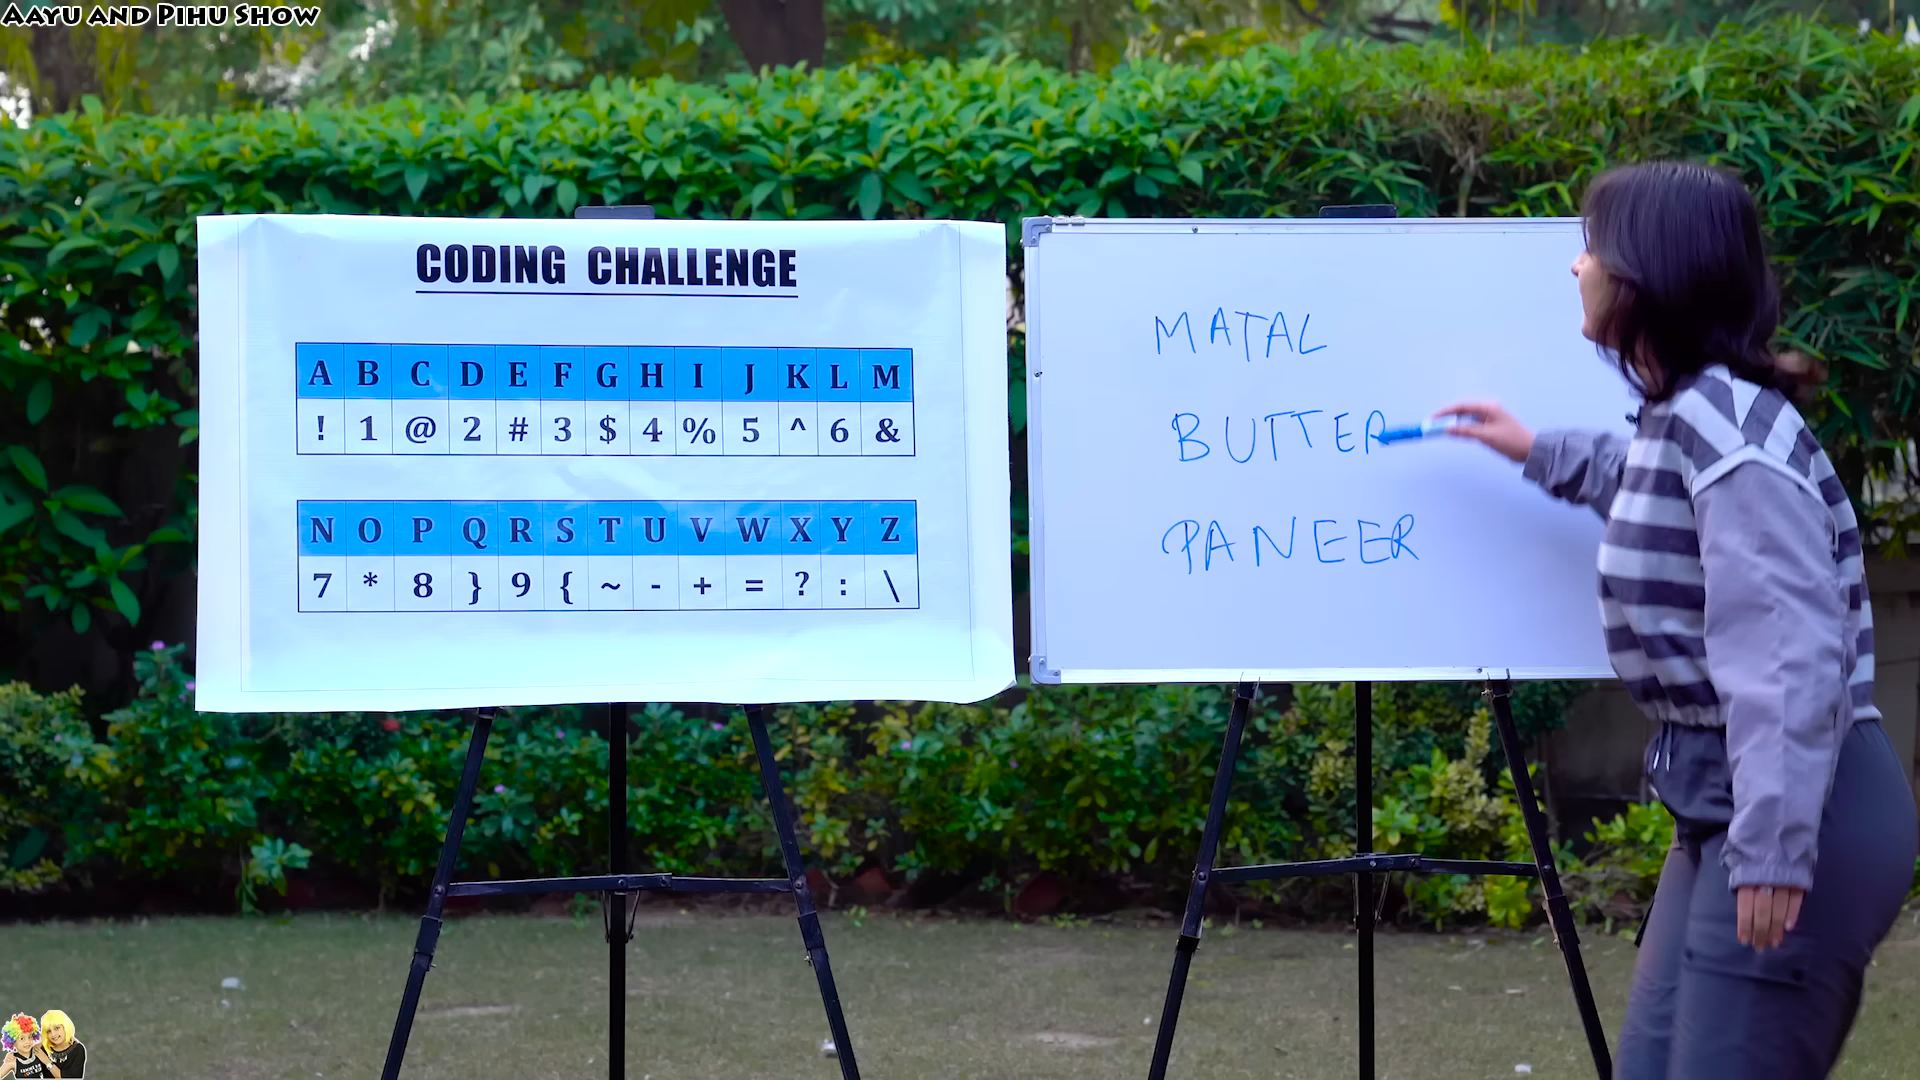 AAYU AND PIHU SHOW
CODING CHALLENGE
A B C D E F G H I J K L M
! 1 @ 2 # 3 $ 4 % 5 ^ 6 &
N O P Q R S T U V W X Y Z
7 * 8 } 9 { ~ - + = ? : \
MATAL
BUTTER
PANEER